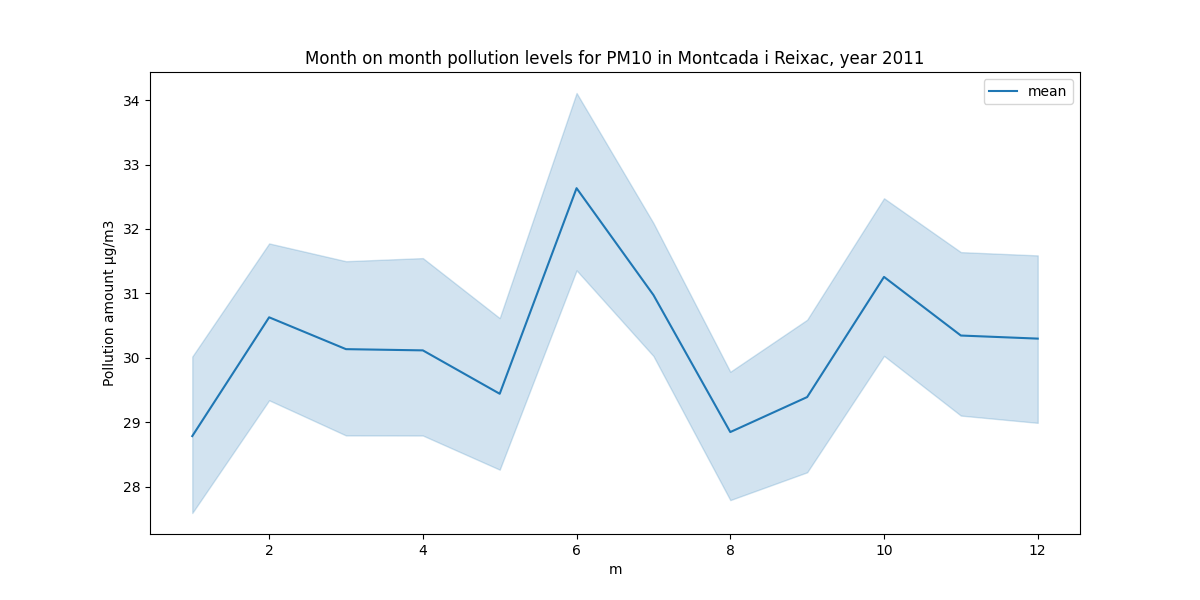 Month on month pollution levels for PM10 in Montcada i Reixac, year 2011
mean
34
33
32
31
30
29
28
Pollution amount µg/m3
2 4 6 8 10 12
m